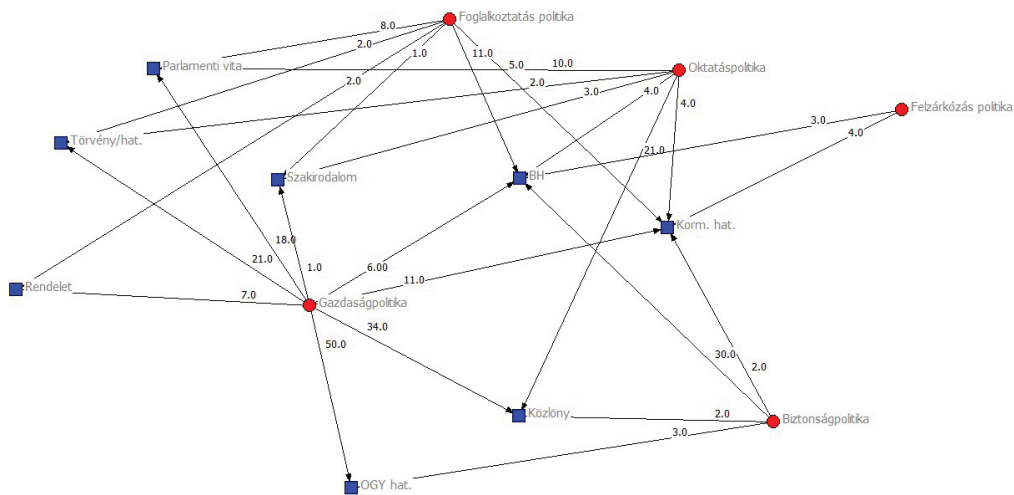 Foglalkoztatás politika
8.0
2.0
11.0
1.0
Parlamenti vita
5.0
10.0
Oktatáspolitika
2.0
2.0
3.0
4.0
4.0
Felzárkózás politika
3.0
4.0
Törvény/hat.
21.0
Szakirodalom
BH
Korm. hat.
18.0
21.0
1.0
6.00
11.0
Rendelet
7.0
Gazdaságpolitika
34.0
50.0
30.0
2.0
Közlöny
2.0
Biztonságpolitika
3.0
OGY hat.